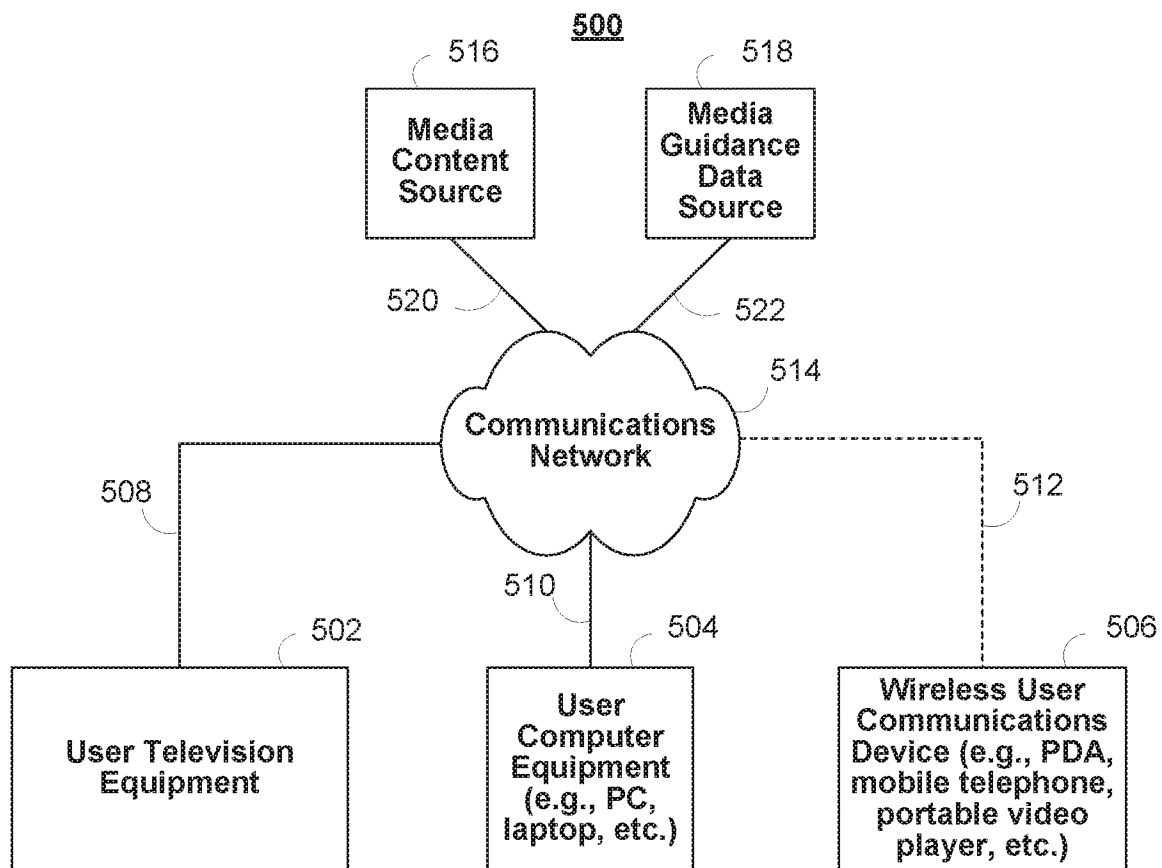 500
516
518
Media
Content
Source
Media
Guidance
Data
Source
520
522
514
Communications
Network
508
512
510
502
504
506
User Television
Equipment
User
Computer
Equipment
(e.g., PC,
laptop, etc.)
Wireless User
Communications
Device (e.g., PDA,
mobile telephone,
portable video
player, etc.)